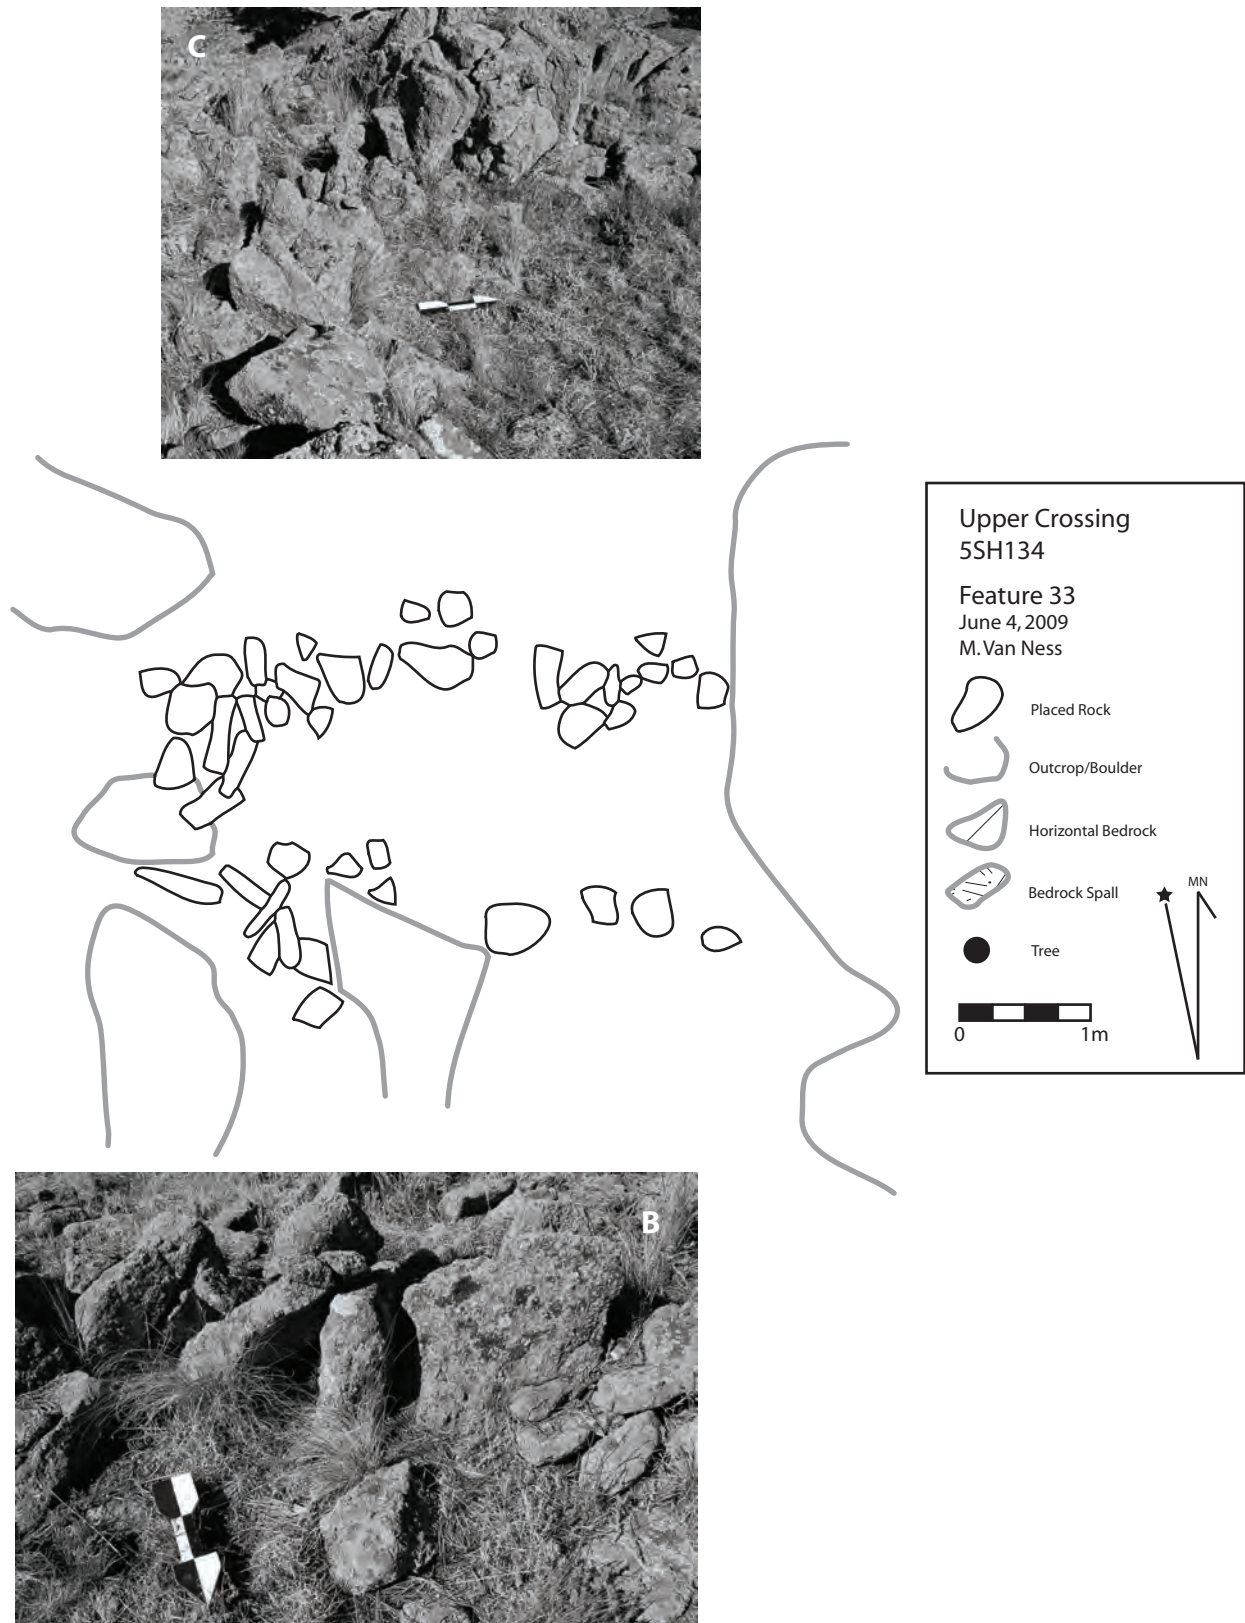 C
Upper Crossing
5SH134
Feature 33
June 4, 2009
M. Van Ness
Placed Rock
Outcrop/Boulder
Horizontal Bedrock
Bedrock Spall
MN
Tree
0 1m
B